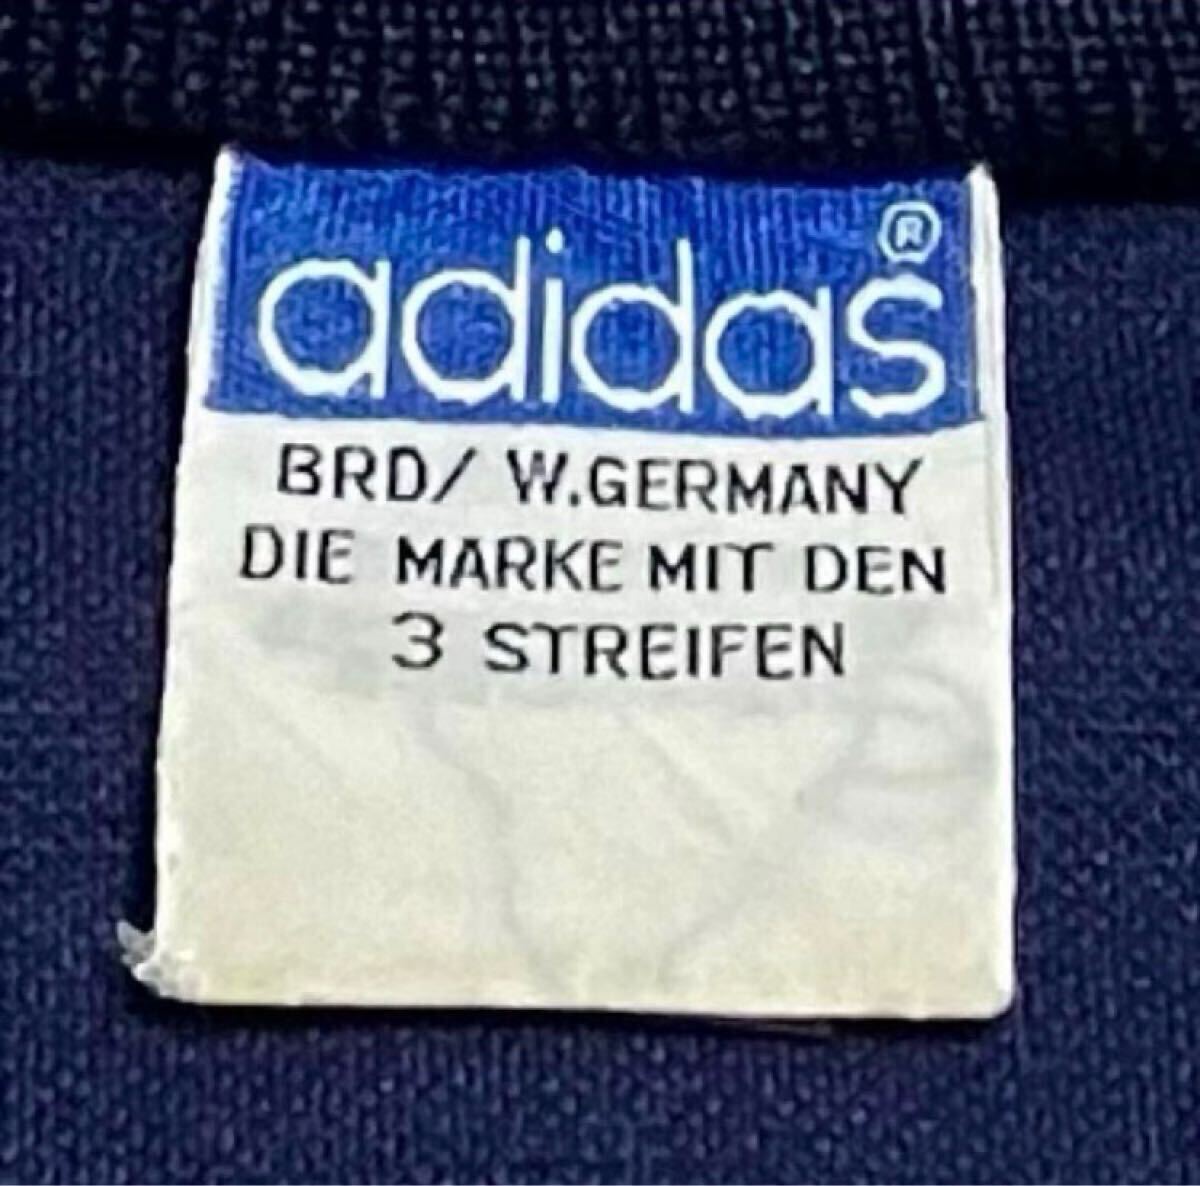 adidas®
BRD/ W.GERMANY
DIE MARKE MIT DEN
3 STREIFEN